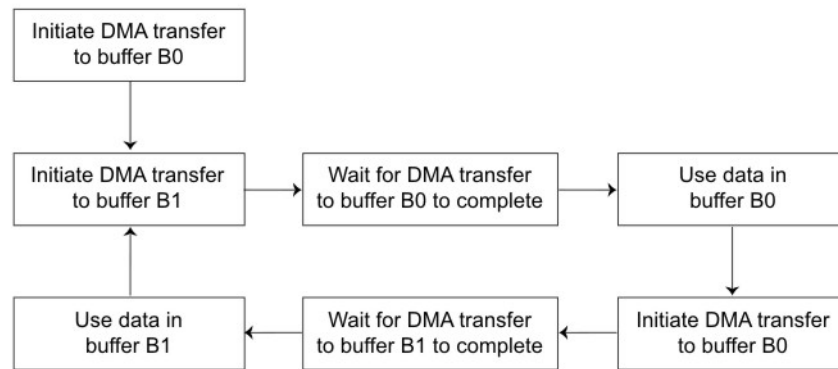 Initiate DMA transfer
to buffer B0
Initiate DMA transfer
to buffer B1
Wait for DMA transfer
to buffer B0 to complete
Use data in
buffer B0
Use data in
buffer B1
Wait for DMA transfer
to buffer B1 to complete
Initiate DMA transfer
to buffer B0